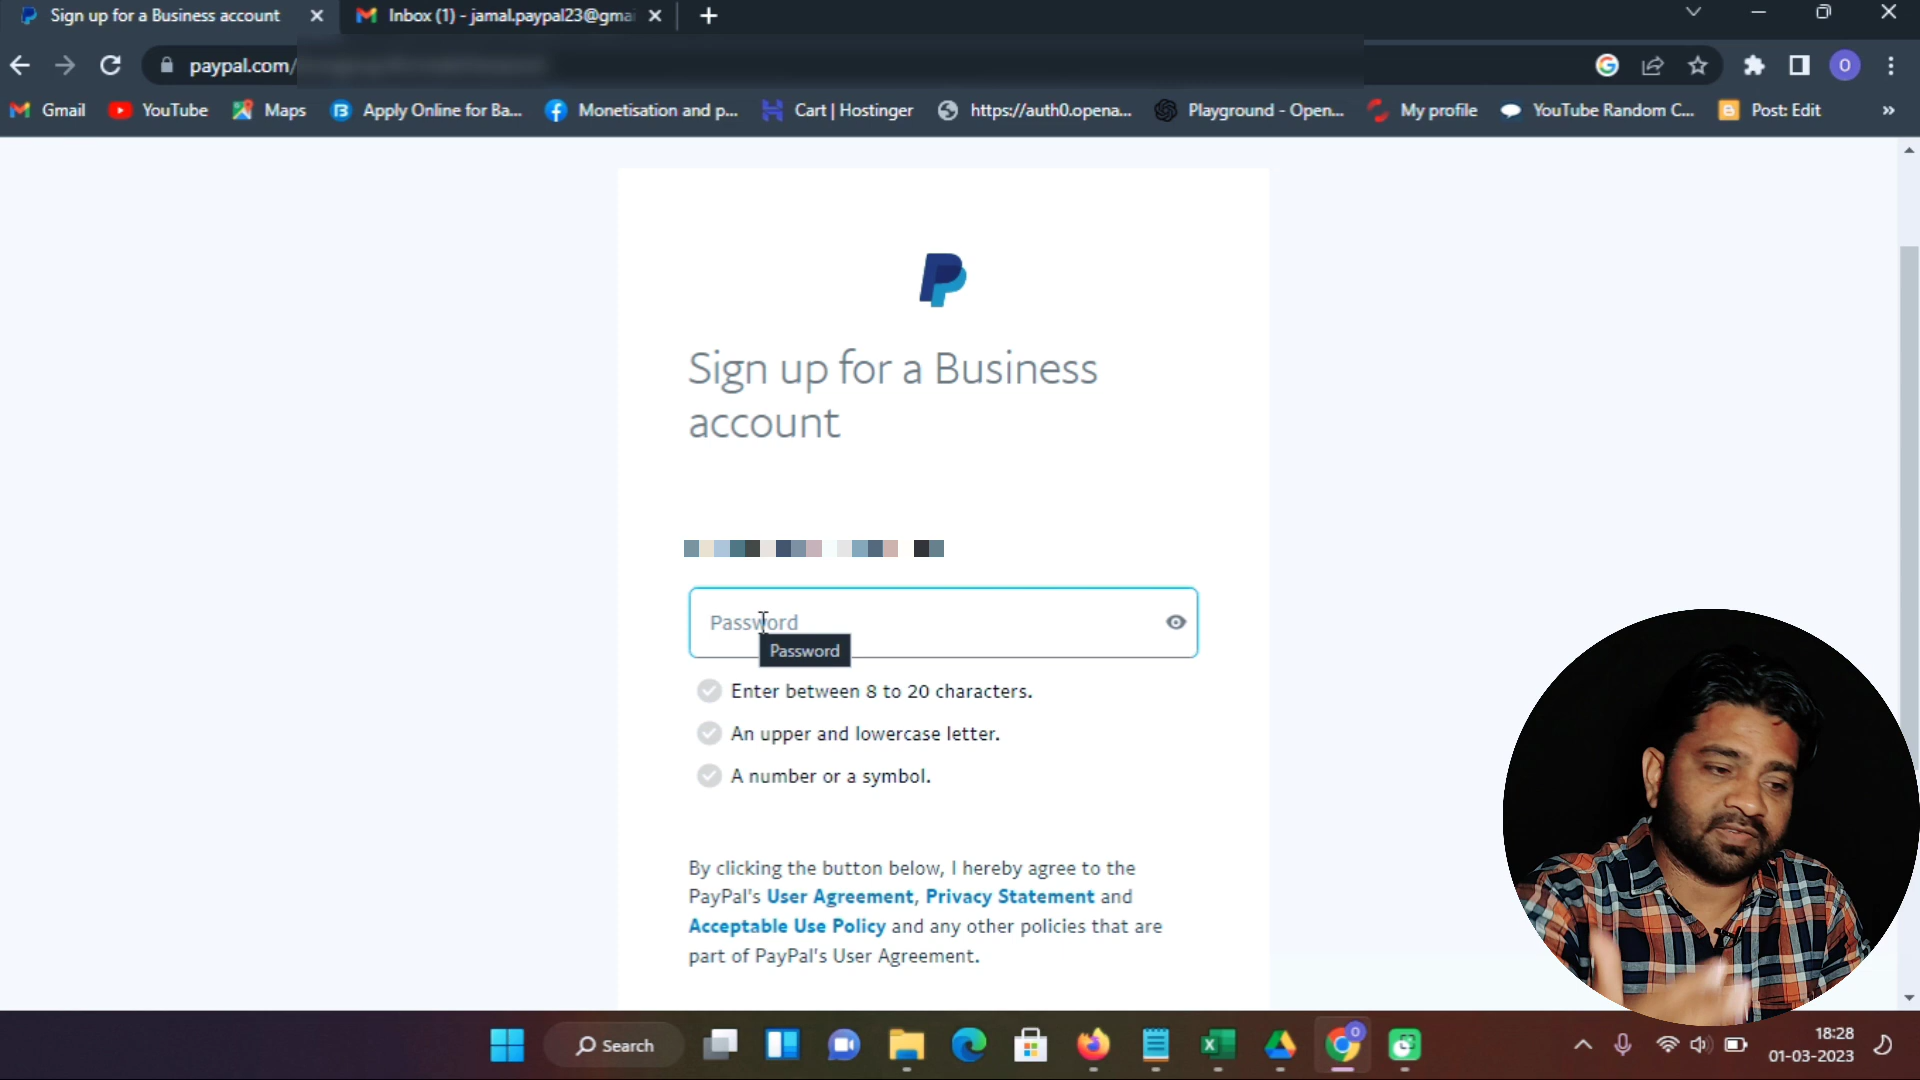 Sign up for a Business account
Inbox (1) - jamal.paypal23@gmai
paypal.com/
Gmail
YouTube
Maps
Apply Online for Ba...
Monetisation and p...
Cart | Hostinger
https://auth0.opena...
Playground - Open...
My profile
YouTube Random C...
Post: Edit
»
Sign up for a Business
account
Password
Password
Enter between 8 to 20 characters.
An upper and lowercase letter.
A number or a symbol.
By clicking the button below, I hereby agree to the
PayPal's User Agreement, Privacy Statement and
Acceptable Use Policy and any other policies that are
part of PayPal's User Agreement.
Search
18:28
01-03-2023